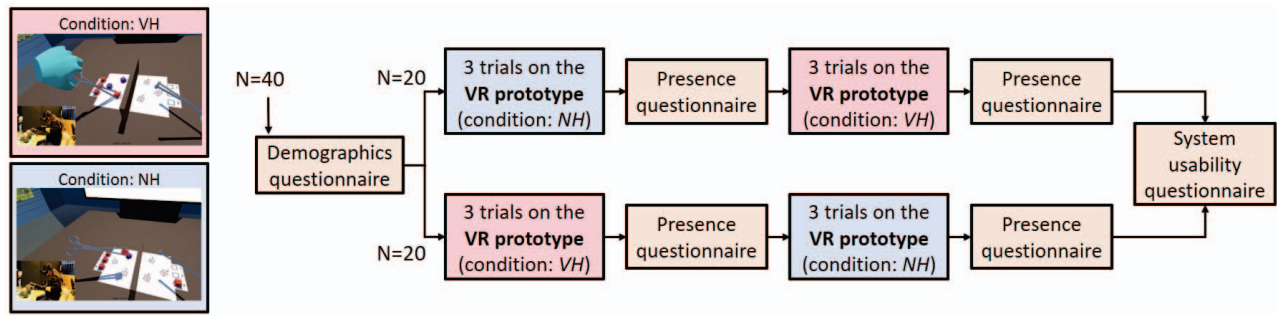 Condition: VH
Condition: NH
N=40
Demographics
questionnaire
N=20
3 trials on the
VR prototype
(condition: NH)
Presence
questionnaire
3 trials on the
VR prototype
(condition: VH)
Presence
questionnaire
N=20
3 trials on the
VR prototype
(condition: VH)
Presence
questionnaire
3 trials on the
VR prototype
(condition: NH)
Presence
questionnaire
System
usability
questionnaire